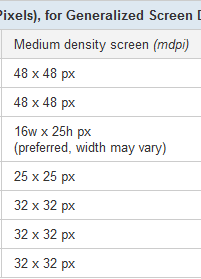 Pixels), for Generalized Screen
Medium density screen (mdpi)
48 x 48 px
48 x 48 px
16w x 25h px
(preferred, width may vary)
25 x 25 px
32 x 32 px
32 x 32 px
32 x 32 px